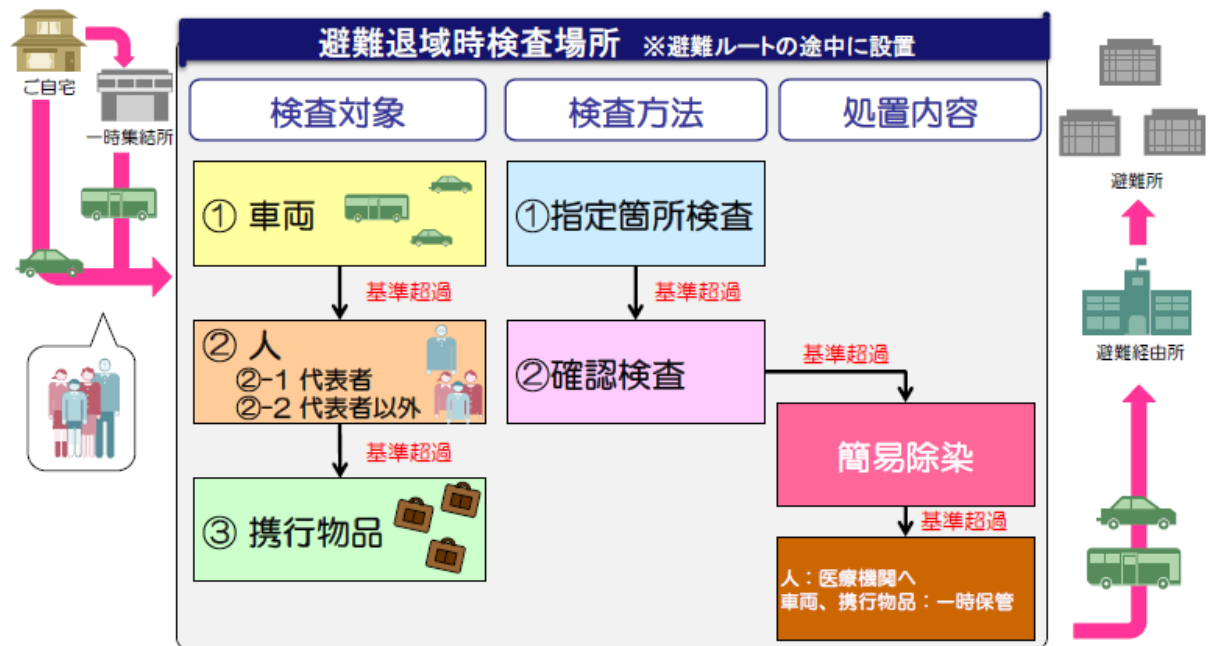 避難退域時検査場所 ※避難ルートの途中に設置
ご自宅
一時集結所
検査対象
検査方法
処置内容
① 車両
基準超過
② 人
②-1 代表者
②-2 代表者以外
基準超過
③ 携行物品
①指定箇所検査
基準超過
②確認検査
基準超過
簡易除染
基準超過
人：医療機関へ
車両、携行物品：一時保管
避難所
避難経由所